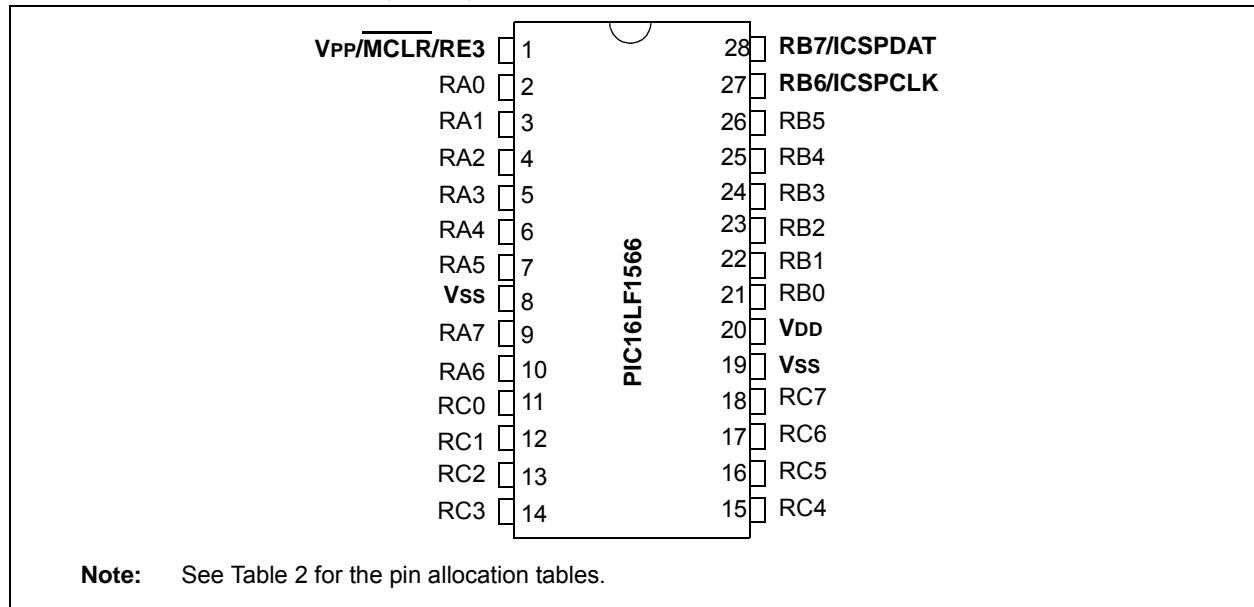 VPP/MCLR/RE3 1 28 RB7/ICSPDAT
RA0 2 27 RB6/ICSPCLK
RA1 3 26 RB5
RA2 4 25 RB4
RA3 5 24 RB3
RA4 6 23 RB2
RA5 7 22 RB1
VSS 8 21 RB0
RA7 9 20 VDD
RA6 10 19 VSS
RC0 11 18 RC7
RC1 12 17 RC6
RC2 13 16 RC5
RC3 14 15 RC4
PIC16LF1566
Note: See Table 2 for the pin allocation tables.